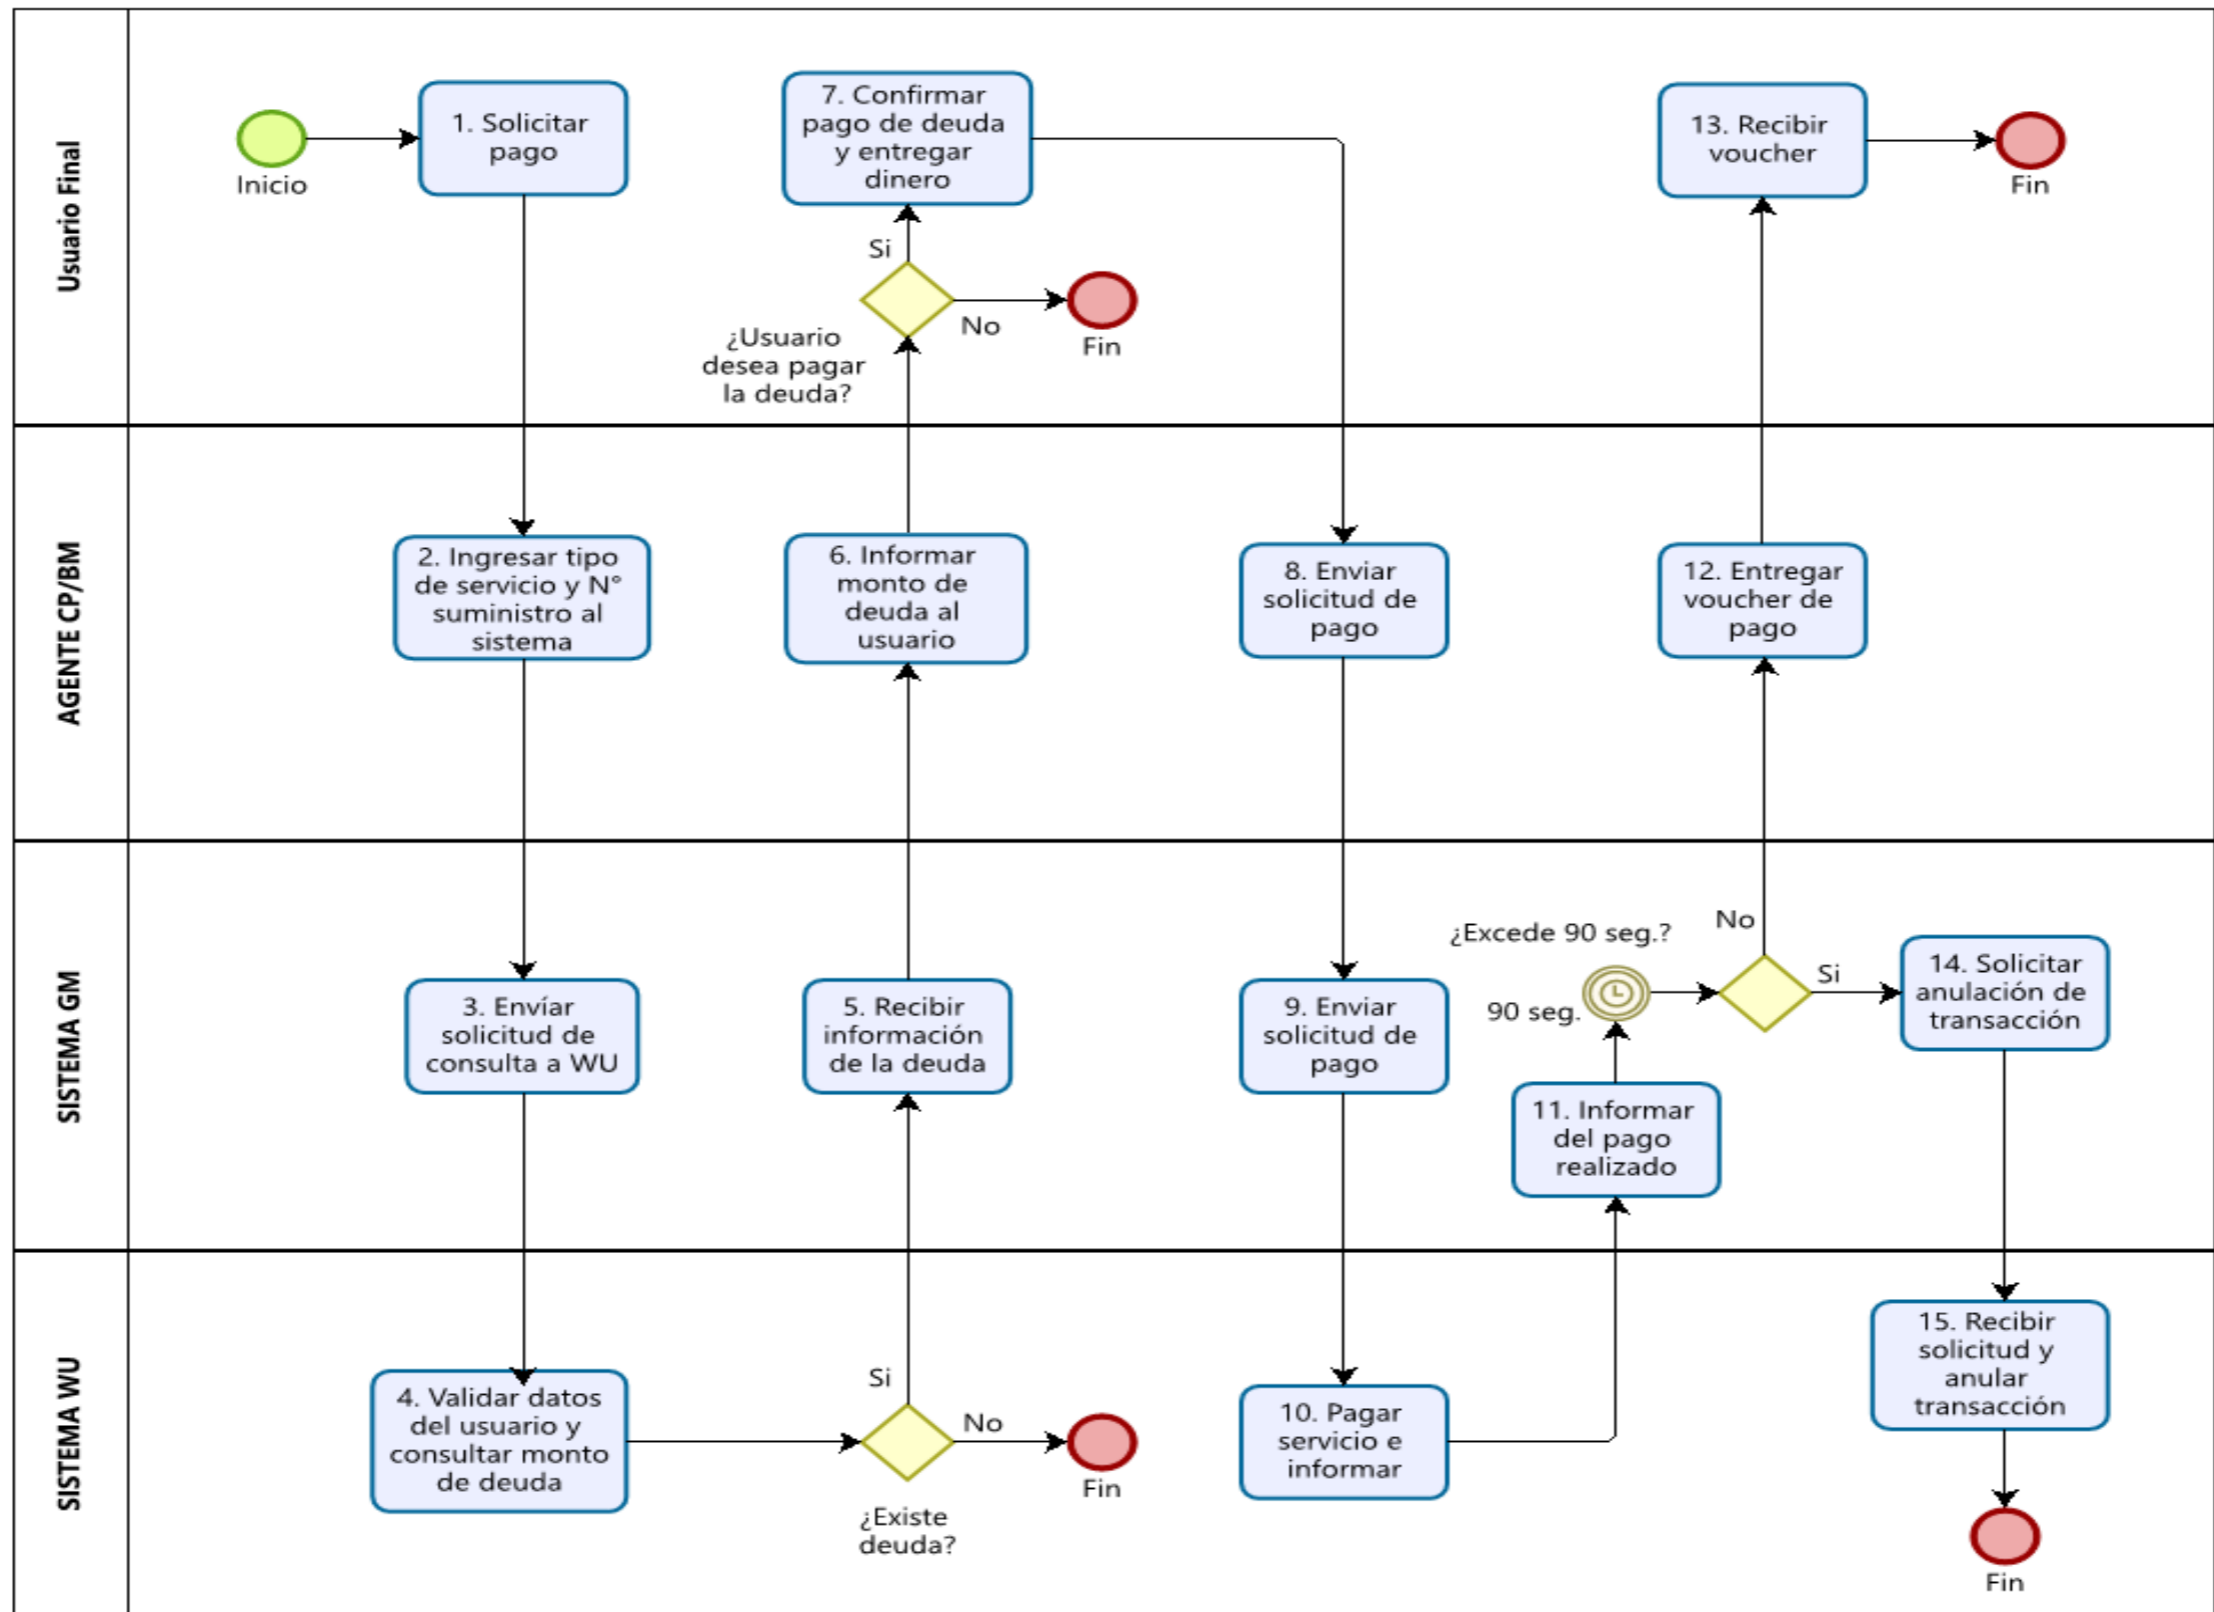 Usuario Final
Inicio
1. Solicitar
pago
7. Confirmar
pago de deuda
y entregar
dinero
Si
No
Fin
¿Usuario
desea pagar
la deuda?
13. Recibir
voucher
Fin
AGENTE CP/BM
2. Ingresar tipo
de servicio y N°
suministro al
sistema
6. Informar
monto de
deuda al
usuario
8. Enviar
solicitud de
pago
12. Entregar
voucher de
pago
SISTEMA GM
3. Envíar
solicitud de
consulta a WU
5. Recibir
información
de la deuda
9. Enviar
solicitud de
pago
¿Excede 90 seg.?
90 seg.
11. Informar
del pago
realizado
No
Si
14. Solicitar
anulación de
transacción
SISTEMA WU
4. Validar datos
del usuario y
consultar monto
de deuda
Si
No
Fin
¿Existe
deuda?
10. Pagar
servicio e
informar
15. Recibir
solicitud y
anular
transacción
Fin